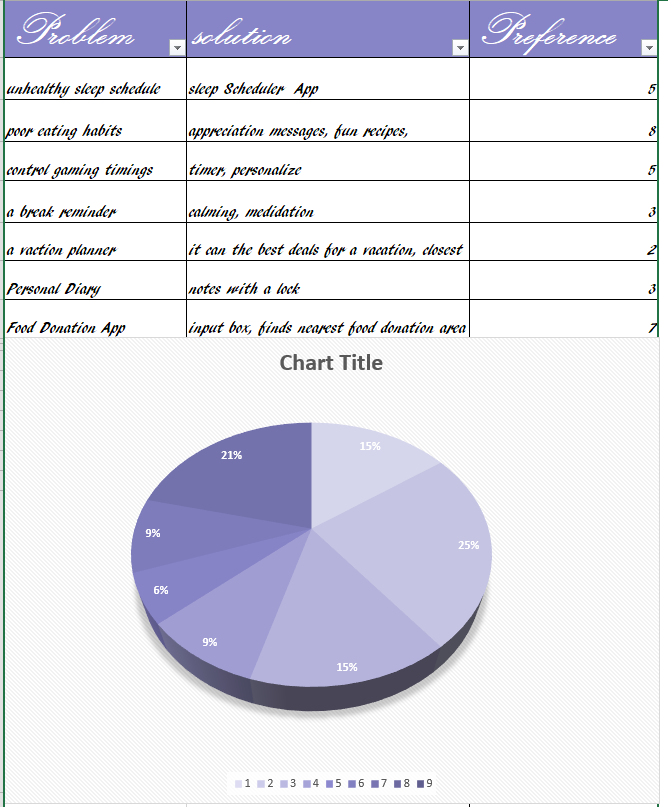 Problem solution Preference
unhealthy sleep schedule sleep Scheduler App 5
poor eating habits appreciation messages, fun recipes, 8
control gaming timings timer, personalize 5
a break reminder calming, medidation 3
a vaction planner it can the best deals for a vacation, closest 2
Personal Diary notes with a lock 3
Food Donation App input box, finds nearest food donation area 7
Chart Title
15%
21%
25%
9%
6%
9%
15%
1 2 3 4 5 6 7 8 9